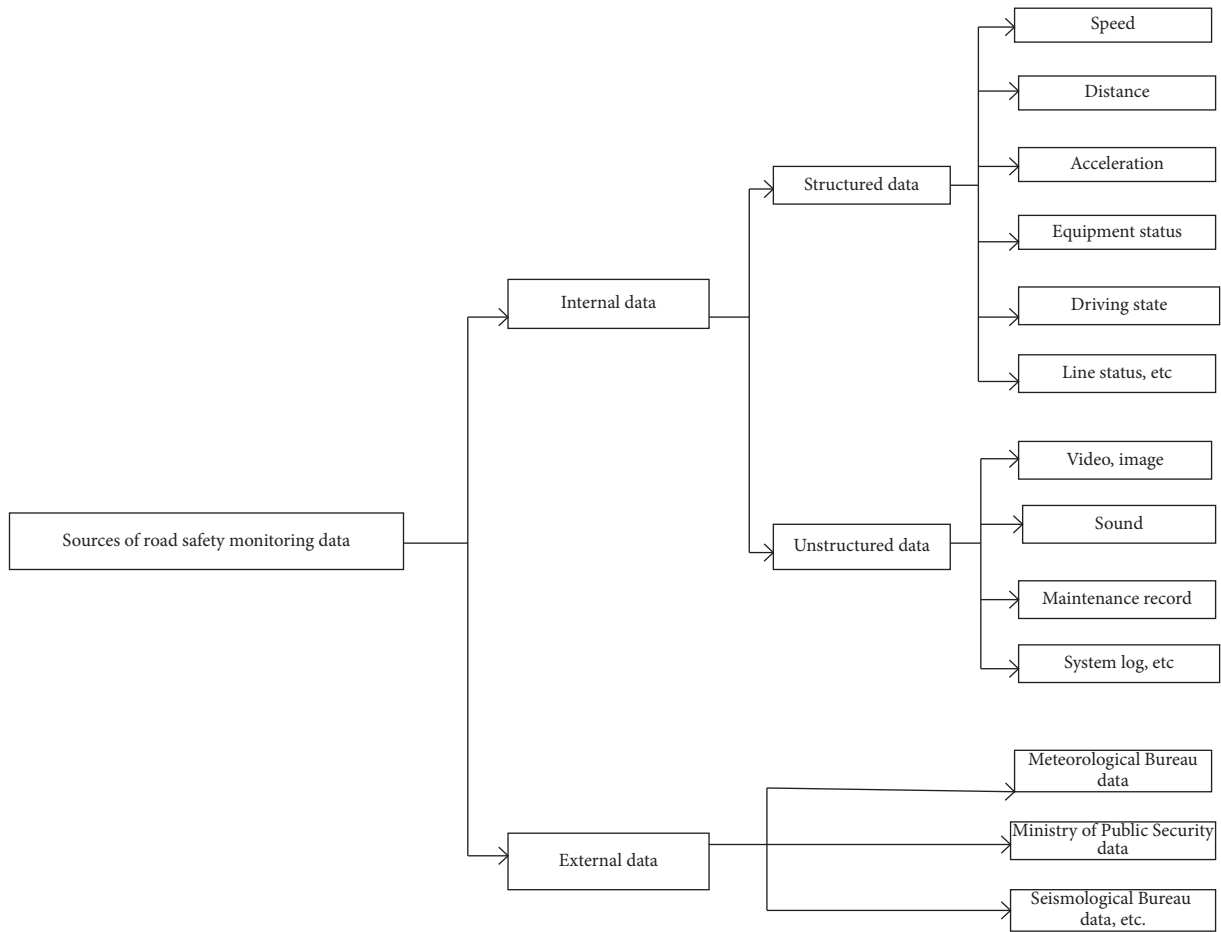 Speed
Distance
Acceleration
Structured data
Equipment status
Internal data
Driving state
Line status, etc
Video, image
Sound
Sources of road safety monitoring data
Unstructured data
Maintenance record
System log, etc
Meteorological Bureau
data
Ministry of Public Security
data
External data
Seismological Bureau
data, etc.